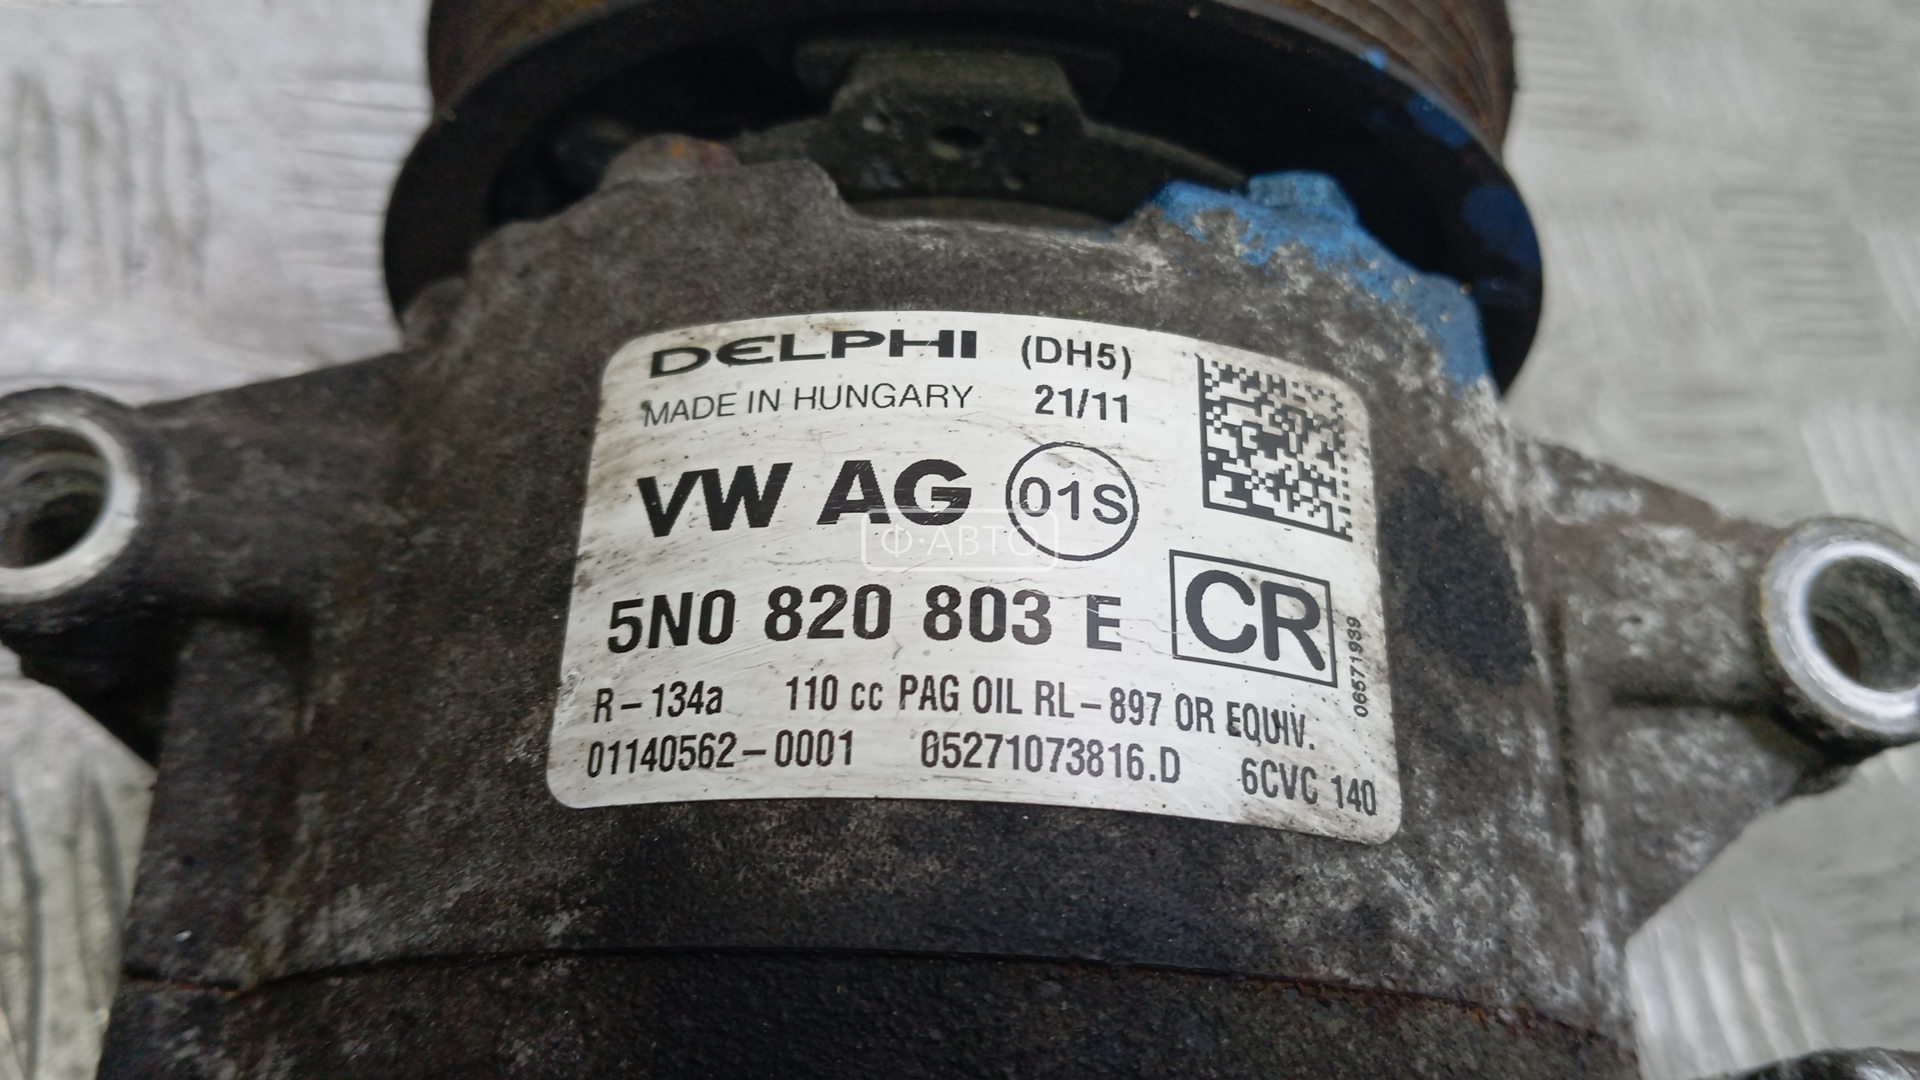 DELPHI (DH5)
MADE IN HUNGARY 21/11
VW AG 01S
Ф·АВТО
5N0 820 803 E CR
06571939
R-134a 110 cc PAG OIL RL-897 OR EQUIV.
01140562-0001 05271073816.D 6CVC 140